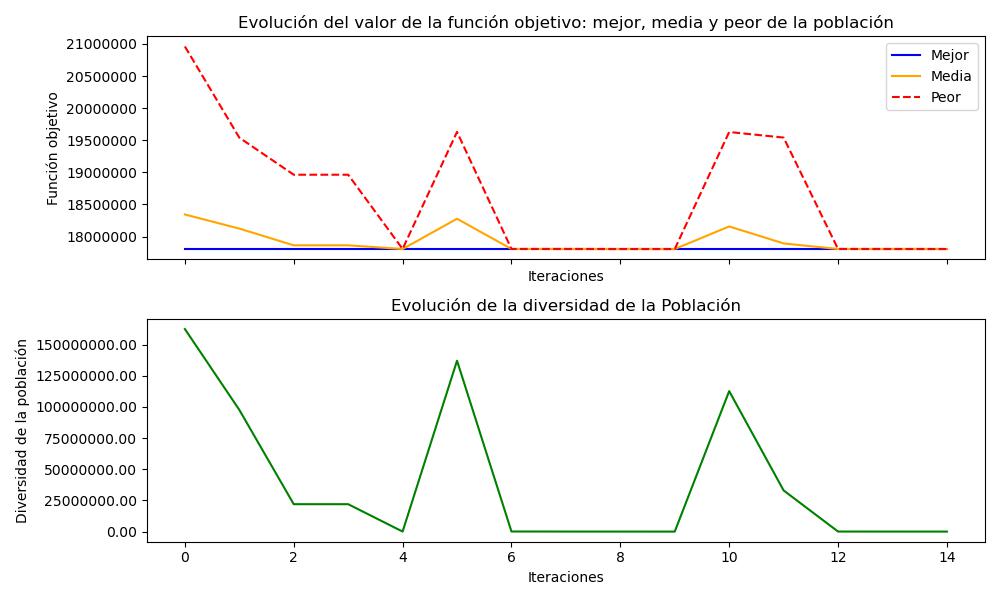 Evolución del valor de la función objetivo: mejor, media y peor de la población
21000000
20500000
20000000
19500000
19000000
18500000
18000000
Función objetivo
Mejor
Media
Peor
Iteraciones
Evolución de la diversidad de la Población
150000000.00
125000000.00
100000000.00
75000000.00
50000000.00
25000000.00
0.00
Diversidad de la población
0 2 4 6 8 10 12 14
Iteraciones